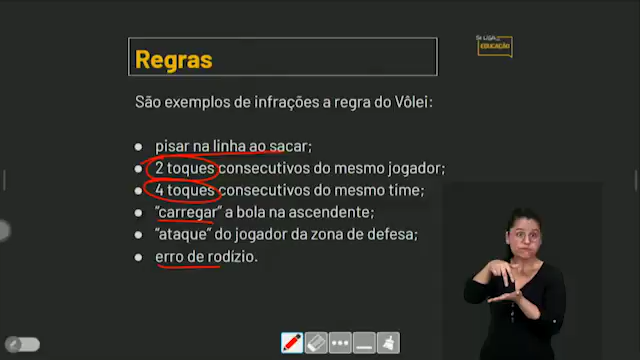 Regras
EDUCAÇÃO
São exemplos de infrações a regra do Vôlei:
pisar na linha ao sacar;
2 toques consecutivos do mesmo jogador;
4 toques consecutivos do mesmo time;
"carregar" a bola na ascendente;
"ataque" do jogador da zona de defesa;
erro de rodízio.